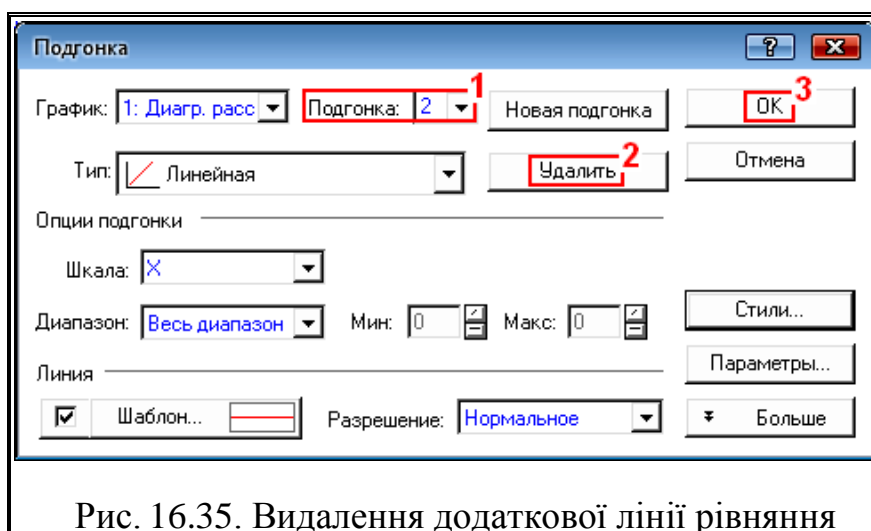 Подгонка
График: 1: Диагр. расс Подгонка: 2 1 Новая подгонка ОК 3
Тип: Линейная Удалить 2 Отмена
Опции подгонки
Шкала: X
Диапазон: Весь диапазон Мин: 0 Макс: 0 Стили...
Линия Параметры...
Шаблон... Разрешение: Нормальное Больше
Рис. 16.35. Видалення додаткової лінії рівняння